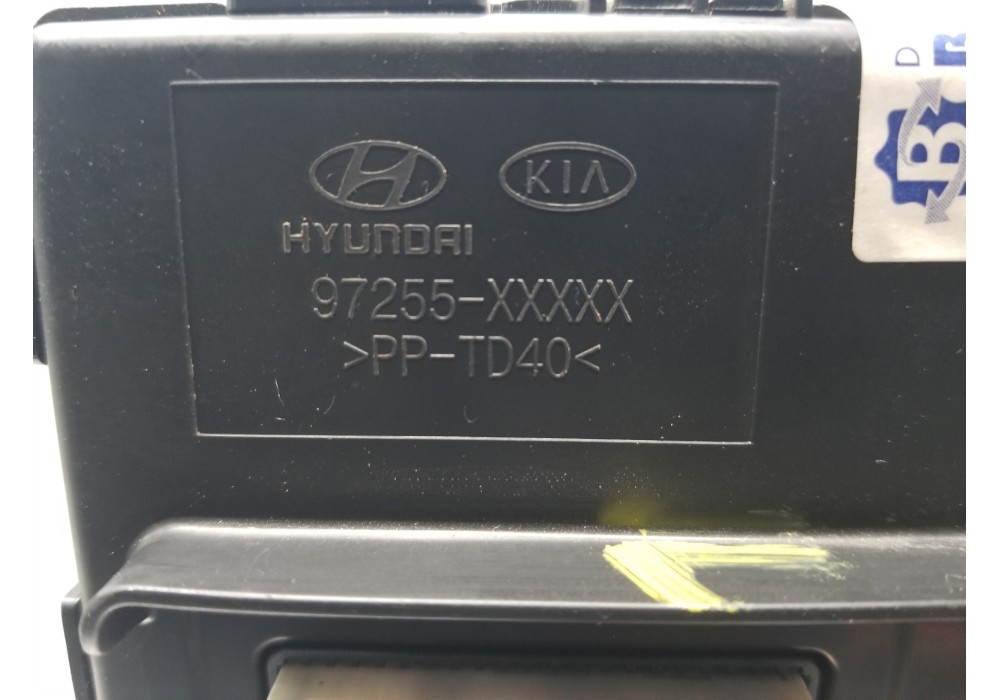 KIA
HYUNDAI
97255-XXXXX
>PP-TD40<
D
B